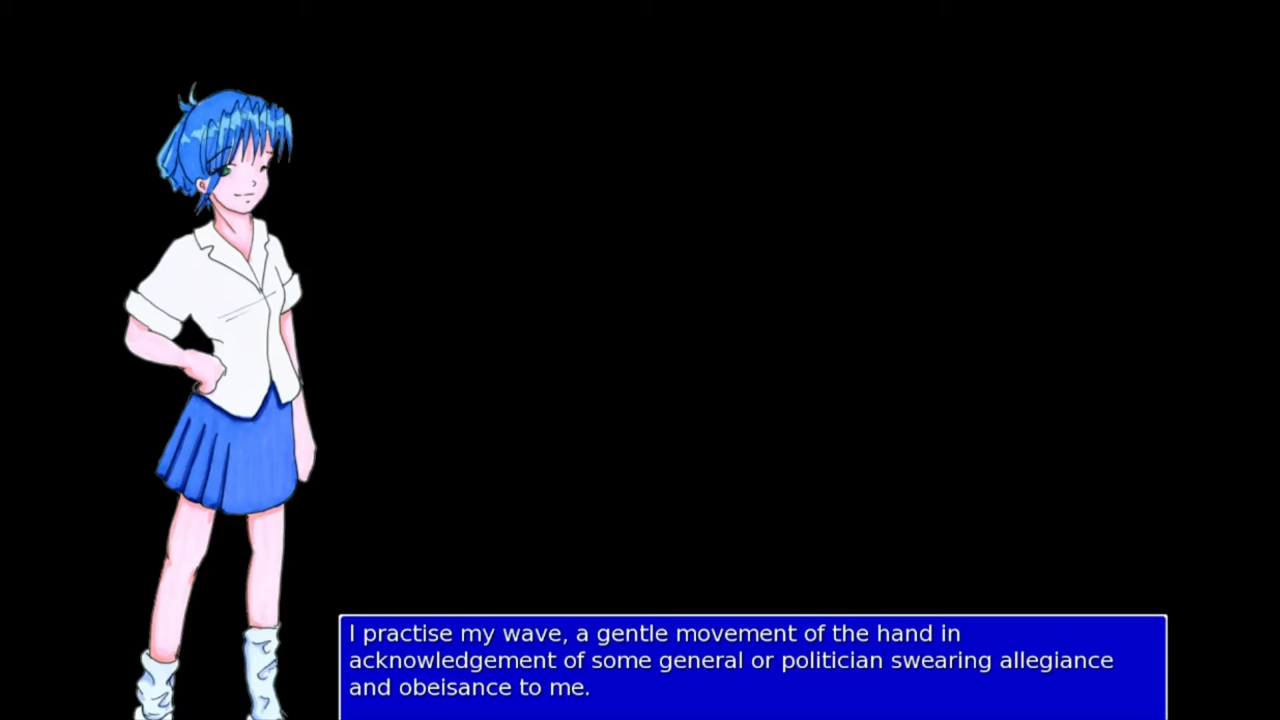 I practise my wave, a gentle movement of the hand in
acknowledgement of some general or politician swearing allegiance
and obeisance to me.